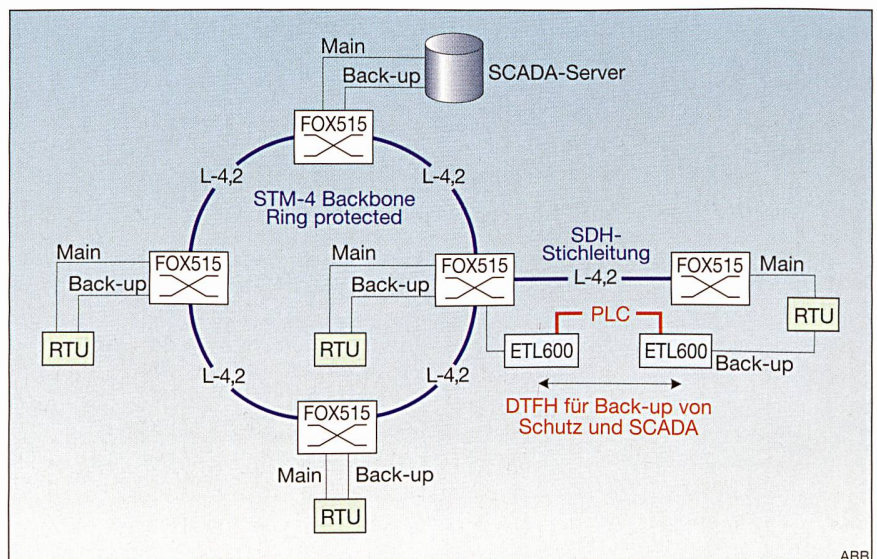 Main
Back-up
SCADA-Server
FOX515
L-4,2
L-4,2
STM-4 Backbone
Ring protected
SDH-
Stichleitung
Main
Back-up
FOX515
Main
Back-up
FOX515
L-4,2
FOX515
Main
RTU
RTU
PLC
RTU
ETL600
ETL600
Back-up
L-4,2
L-4,2
DTFH für Back-up von
Schutz und SCADA
FOX515
Main
Back-up
RTU
ABB